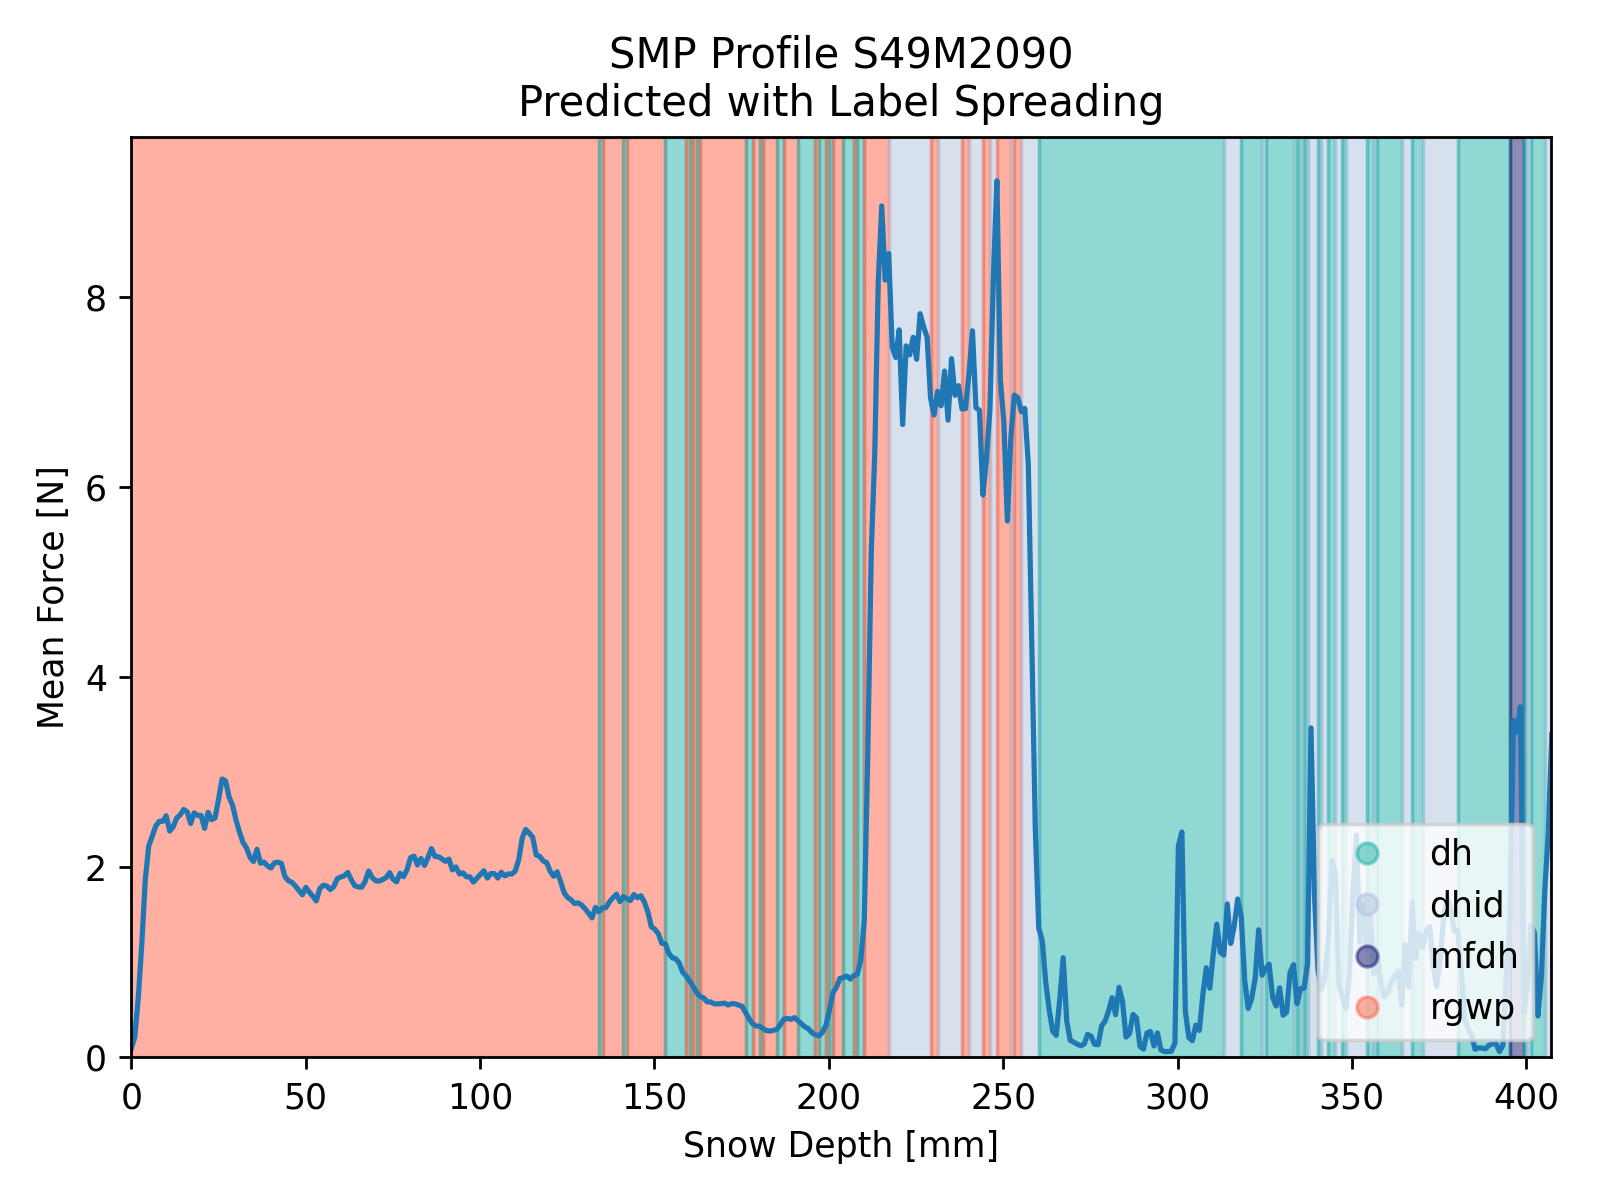 SMP Profile S49M2090
Predicted with Label Spreading
Mean Force [N]
8
6
4
2
0
0 50 100 150 200 250 300 350 400
Snow Depth [mm]
dh
dhid
mfdh
rgwp